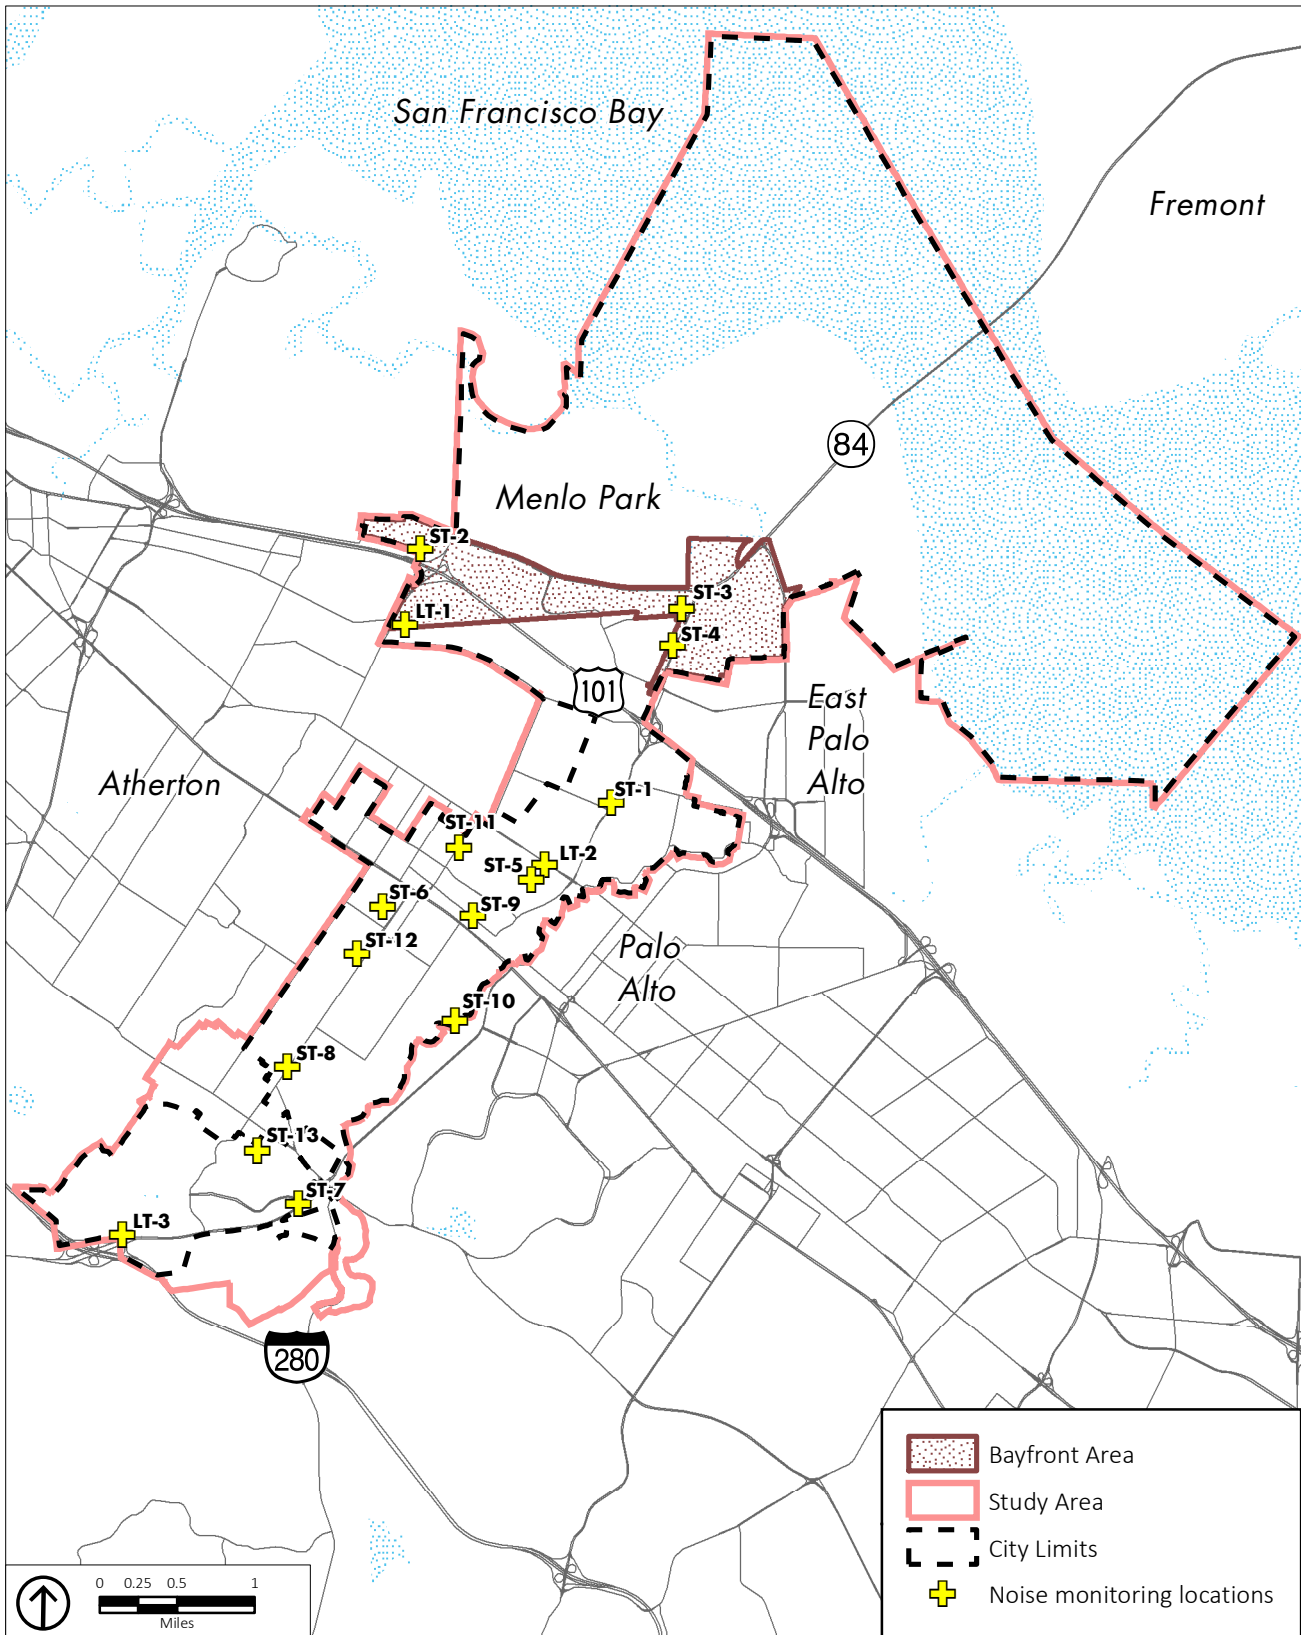 San Francisco Bay
Fremont
84
Menlo Park
ST-2
ST-3
LT-1
ST-4
101
East
Palo
Alto
Atherton
ST-1
ST-11
LT-2
ST-5
ST-6
ST-9
ST-12
Palo
Alto
ST-10
ST-8
ST-13
ST-7
LT-3
280
Bayfront Area
Study Area
City Limits
Noise monitoring locations
0 0.25 0.5 1
Miles